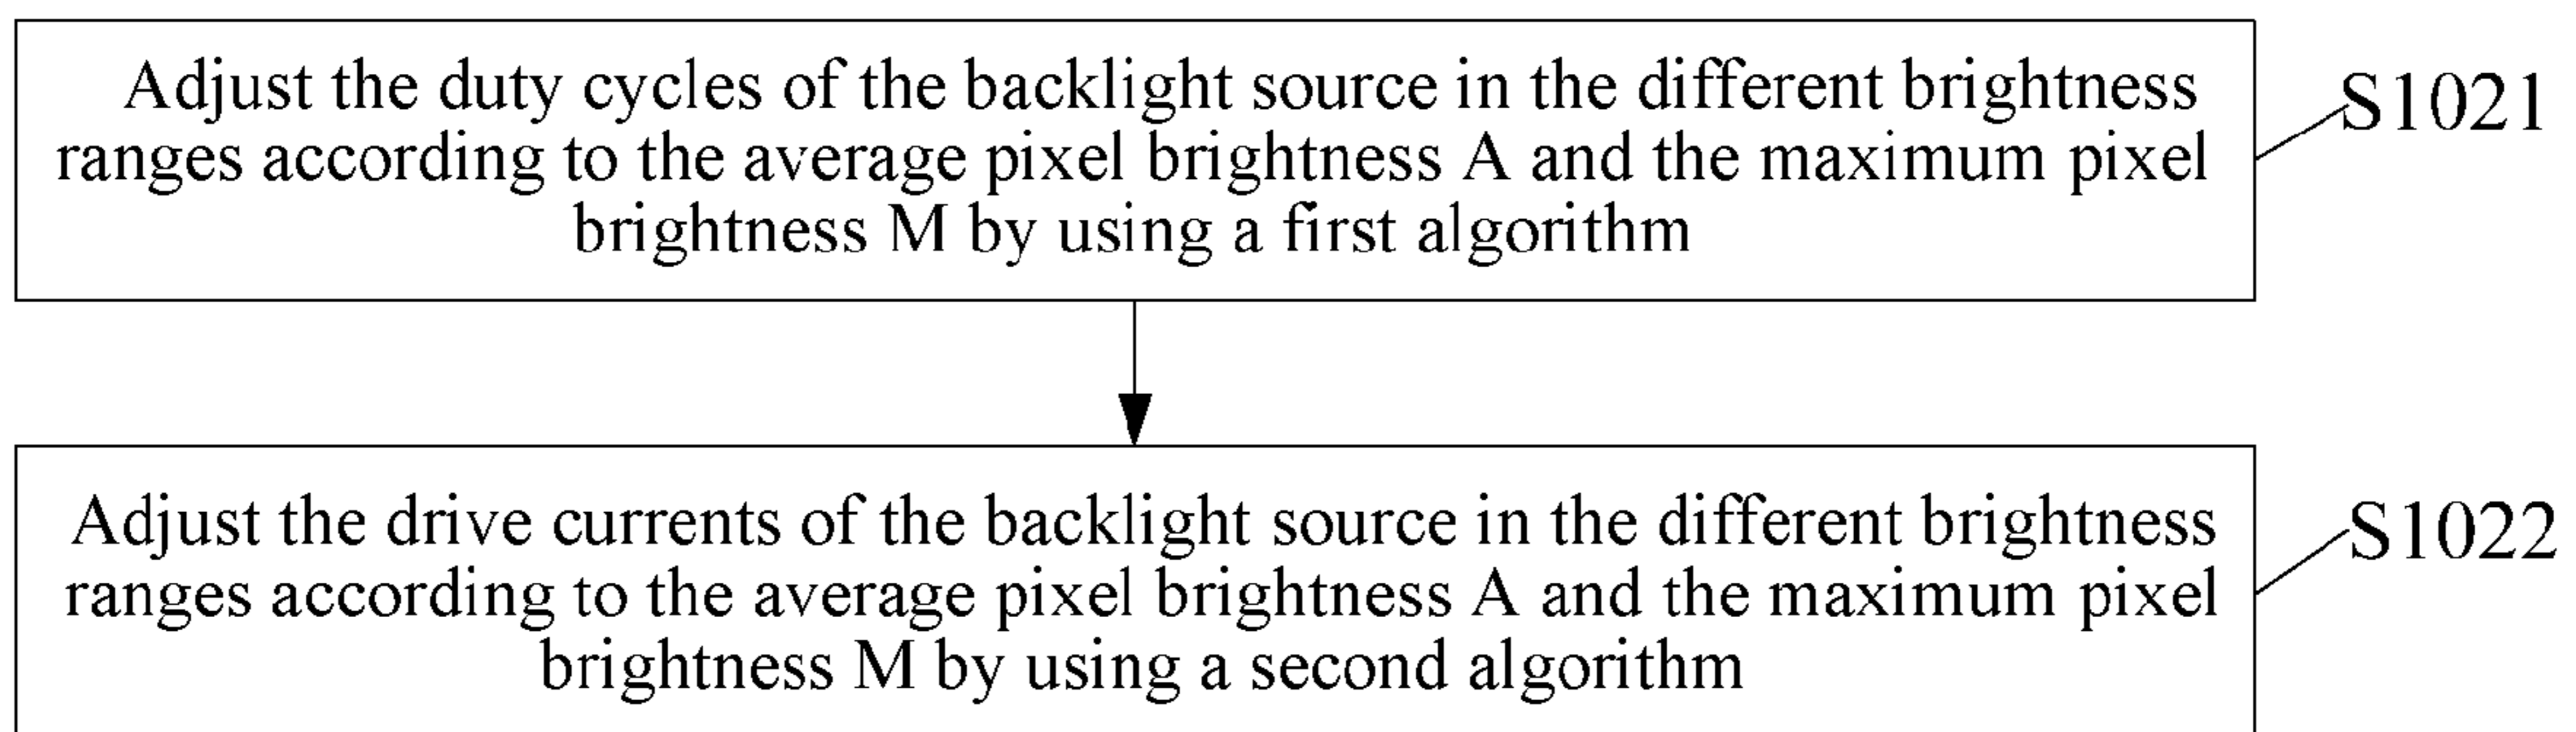 Adjust the duty cycles of the backlight source in the different brightness
ranges according to the average pixel brightness A and the maximum pixel
brightness M by using a first algorithm
S1021
Adjust the drive currents of the backlight source in the different brightness
ranges according to the average pixel brightness A and the maximum pixel
brightness M by using a second algorithm
S1022